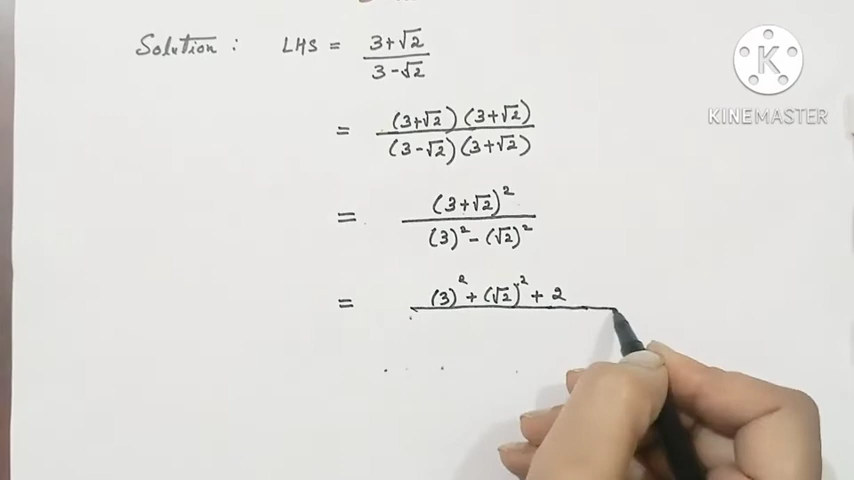 Solution : LHS = 3+√2
3-√2
= (3+√2) (3+√2)
(3-√2) (3+√2)
= (3+√2)²
(3)² - (√2)²
= (3)² + (√2)² + 2
K
KINEMASTER